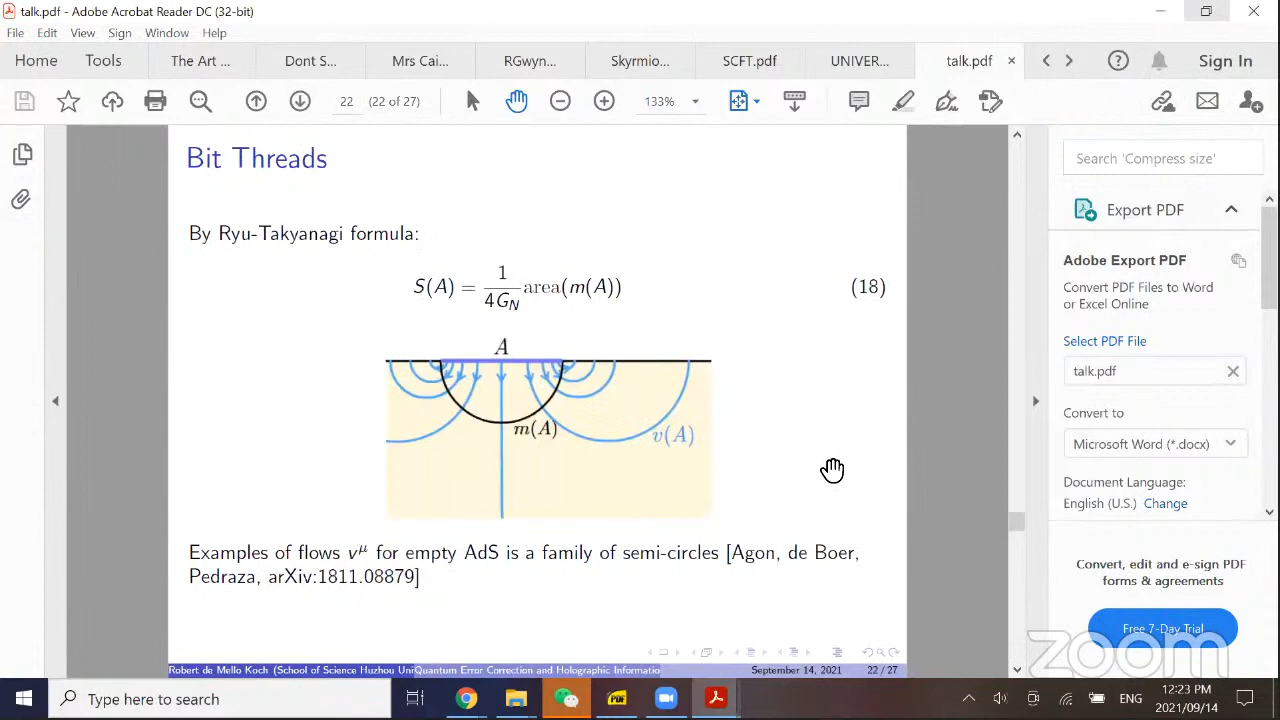 talk.pdf - Adobe Acrobat Reader DC (32-bit)
File Edit View Sign Window Help
Home Tools The Art ... Dont S... Mrs Cai... RGwyn... Skyrmio... SCFT.pdf UNIVER... talk.pdf × Sign In
22 (22 of 27) 133%
Bit Threads
By Ryu-Takyanagi formula:
S(A) = 1/4G_N area(m(A)) (18)
A
m(A)
v(A)
Examples of flows v^μ for empty AdS is a family of semi-circles [Agon, de Boer,
Pedraza, arXiv:1811.08879]
Robert de Mello Koch (School of Science Huzhou Uni Quantum Error Correction and Holographic Informatio September 14, 2021 22 / 27
Search 'Compress size'
Export PDF
Adobe Export PDF
Convert PDF Files to Word
or Excel Online
Select PDF File
talk.pdf
Convert to
Microsoft Word (*.docx)
Document Language:
English (U.S.) Change
Convert, edit and e-sign PDF
forms & agreements
Free 7-Day Trial
zoom
Type here to search
ENG
12:23 PM
2021/09/14